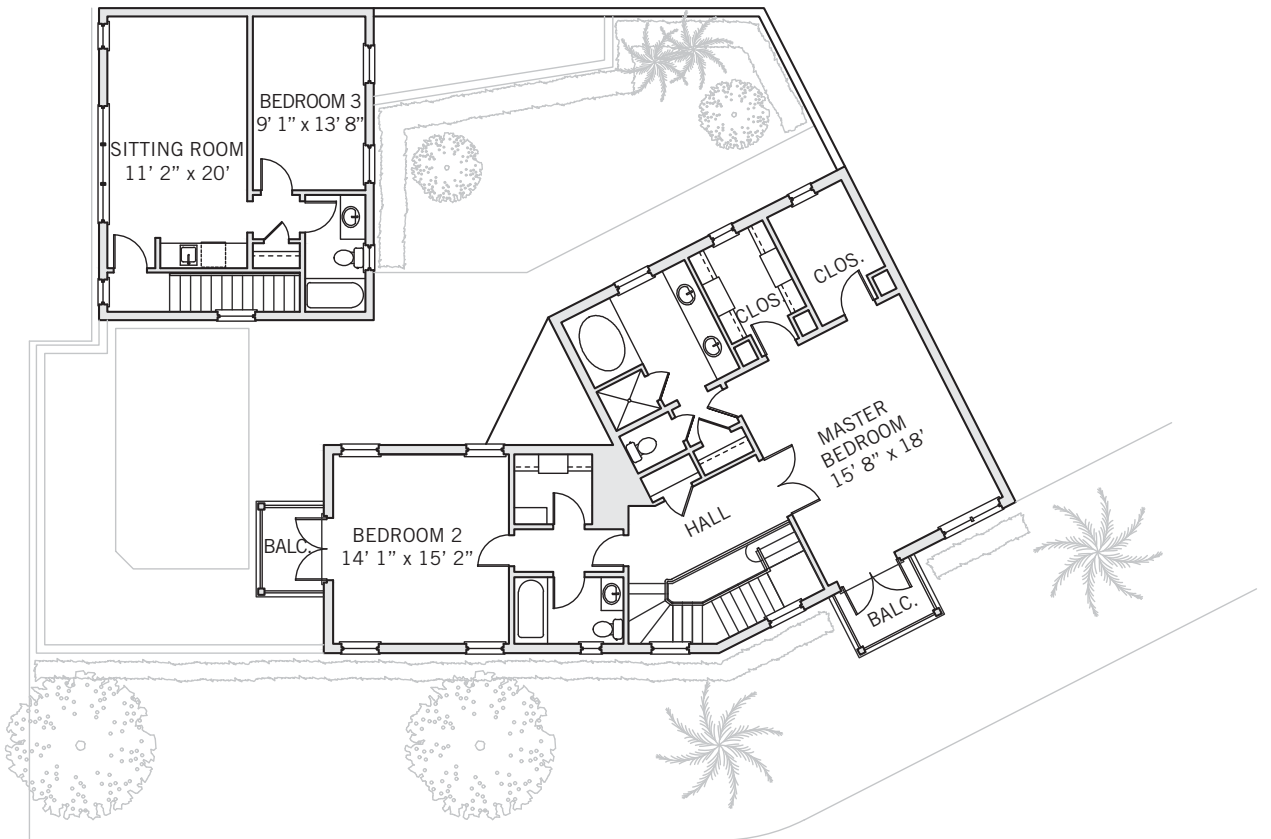 BEDROOM 3
9' 1” x 13' 8”
SITTING ROOM
11' 2” x 20'
CLOS.
CLOS.
MASTER
BEDROOM
15' 8” x 18'
HALL
BALC.
BEDROOM 2
14' 1” x 15' 2”
BALC.